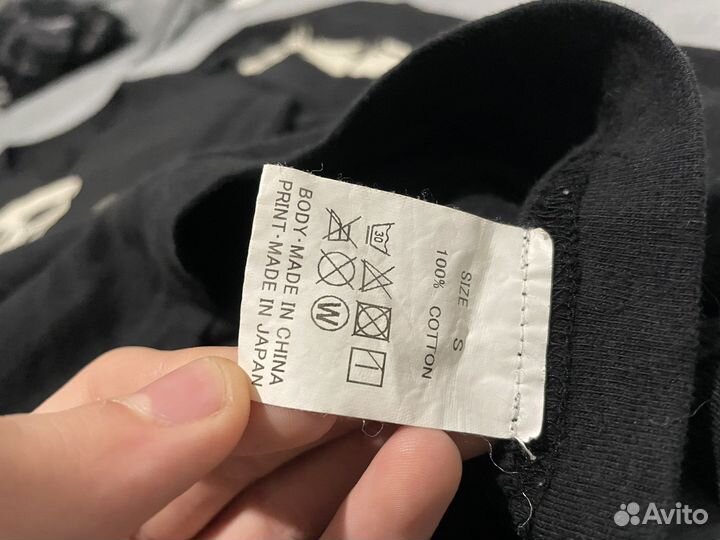 SIZE S
100% COTTON
30
W
BODY・MADE IN CHINA
PRINT・MADE IN JAPAN
Avito